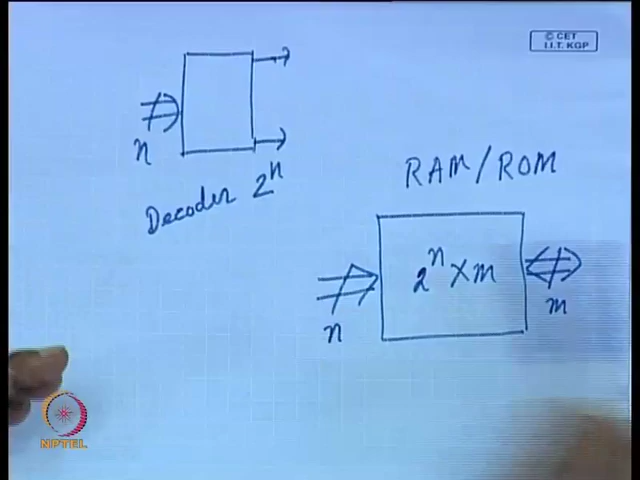 © CET
I.I.T. KGP
n
Decoder 2^n
RAM/ROM
2^n X m
n
m
NPTEL